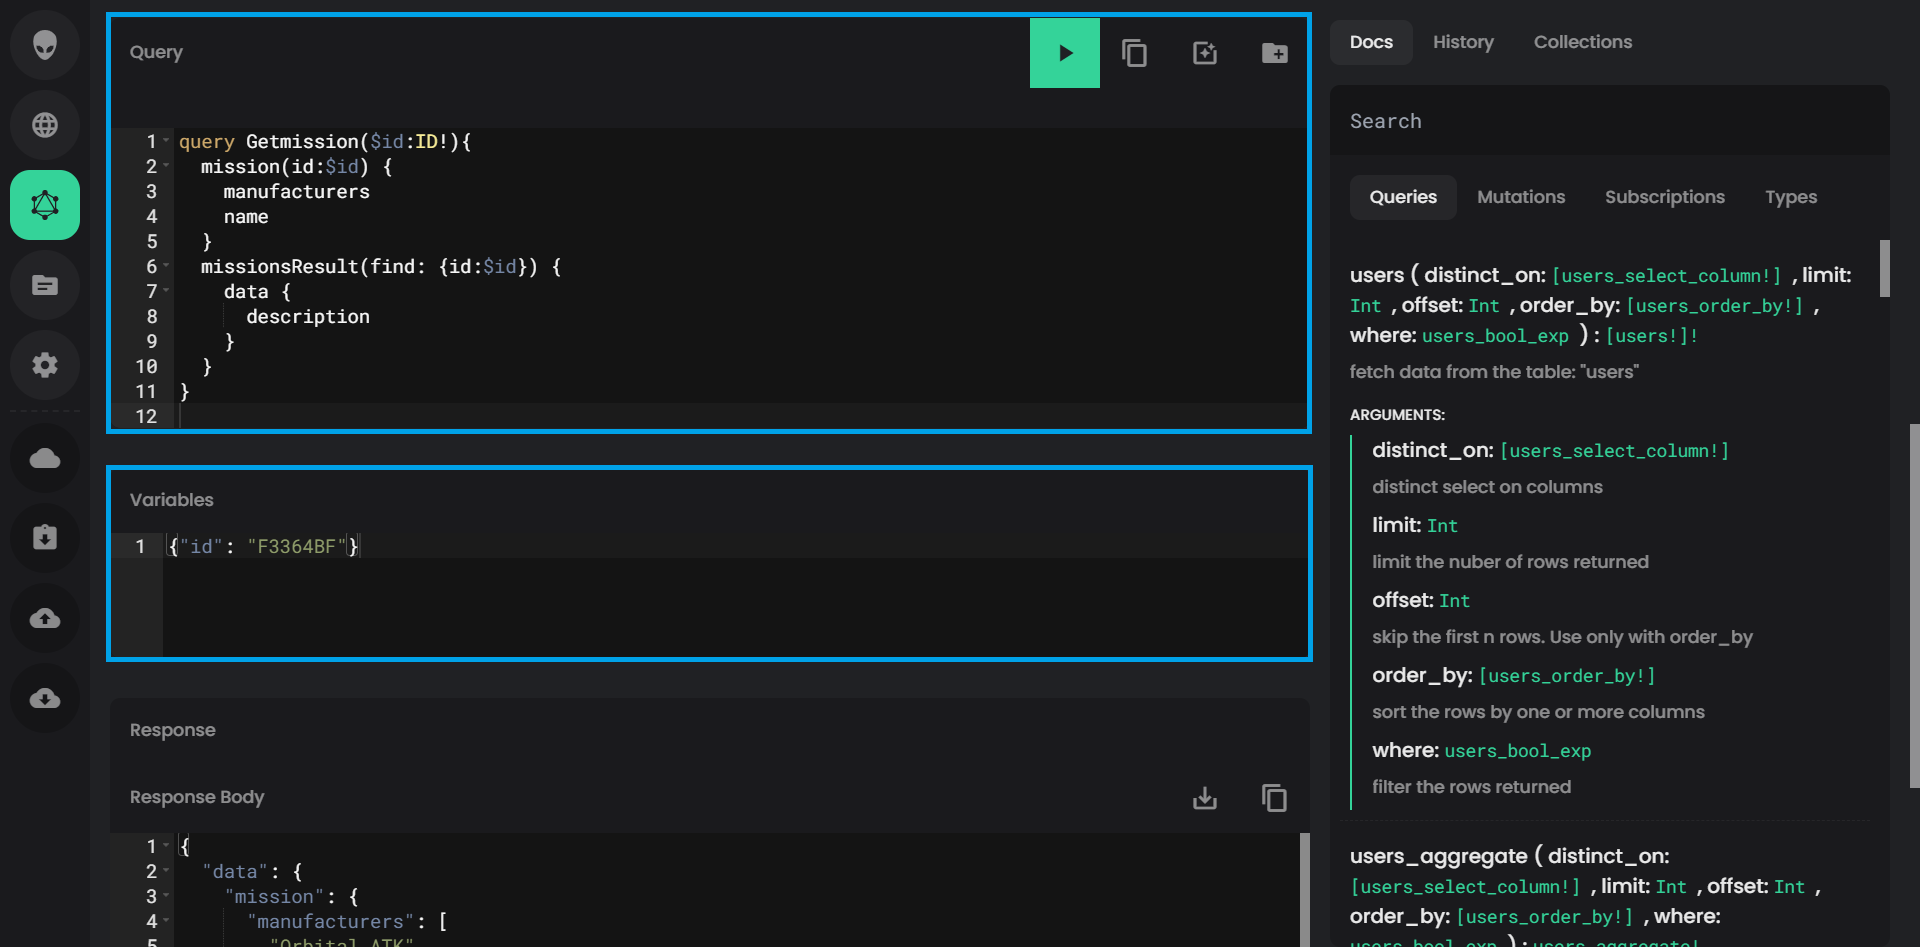 Query
1 query Getmission($id:ID!){
2 mission(id:$id) {
3 manufacturers
4 name
5 }
6 missionsResult(find: {id:$id}) {
7 data {
8 description
9 }
10 }
11 }
12
Variables
1 {"id": "F3364BF"}
Response
Response Body
1 {
2 "data": {
3 "mission": {
4 "manufacturers": [
5 "Orbital ATK"
Docs History Collections
Search
Queries Mutations Subscriptions Types
users ( distinct_on: [users_select_column!] , limit:
Int , offset: Int , order_by: [users_order_by!] ,
where: users_bool_exp ) : [users!]!
fetch data from the table: "users"
ARGUMENTS:
distinct_on: [users_select_column!]
distinct select on columns
limit: Int
limit the nuber of rows returned
offset: Int
skip the first n rows. Use only with order_by
order_by: [users_order_by!]
sort the rows by one or more columns
where: users_bool_exp
filter the rows returned
users_aggregate ( distinct_on:
[users_select_column!] , limit: Int , offset: Int ,
order_by: [users_order_by!] , where:
users_bool_exp ) : users_aggregate!